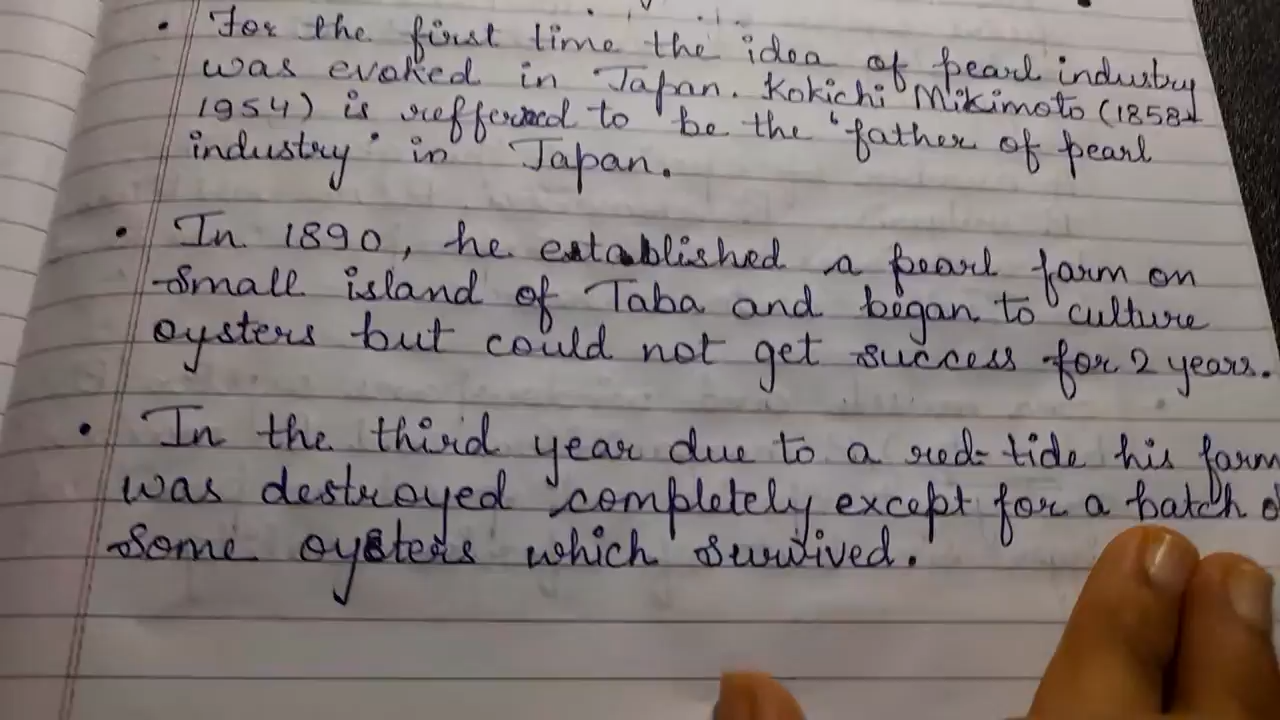 • For the first time the idea of pearl industry
was evoked in Japan. Kokichi Mikimoto (1858-
1954) is reffered to be the "father of pearl
industry" in Japan.
• In 1890, he established a pearl farm on
small island of Taba and began to culture
oysters but could not get success for 2 years.
• In the third year due to a red-tide his farm
was destroyed completely except for a batch o
some oysters which survived.